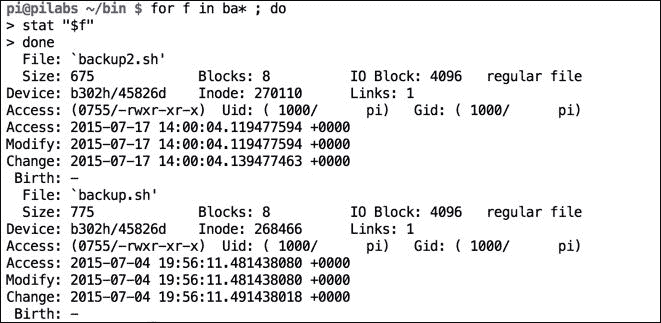 pi@pilabs ~/bin $ for f in ba* ; do
> stat "$f"
> done
  File: `backup2.sh'
  Size: 675             Blocks: 8          IO Block: 4096   regular file
Device: b302h/45826d    Inode: 270110      Links: 1
Access: (0755/-rwxr-xr-x)  Uid: ( 1000/      pi)   Gid: ( 1000/      pi)
Access: 2015-07-17 14:00:04.119477594 +0000
Modify: 2015-07-17 14:00:04.119477594 +0000
Change: 2015-07-17 14:00:04.139477463 +0000
 Birth: -
  File: `backup.sh'
  Size: 775             Blocks: 8          IO Block: 4096   regular file
Device: b302h/45826d    Inode: 268466      Links: 1
Access: (0755/-rwxr-xr-x)  Uid: ( 1000/      pi)   Gid: ( 1000/      pi)
Access: 2015-07-04 19:56:11.481438080 +0000
Modify: 2015-07-04 19:56:11.481438080 +0000
Change: 2015-07-04 19:56:11.491438018 +0000
 Birth: -